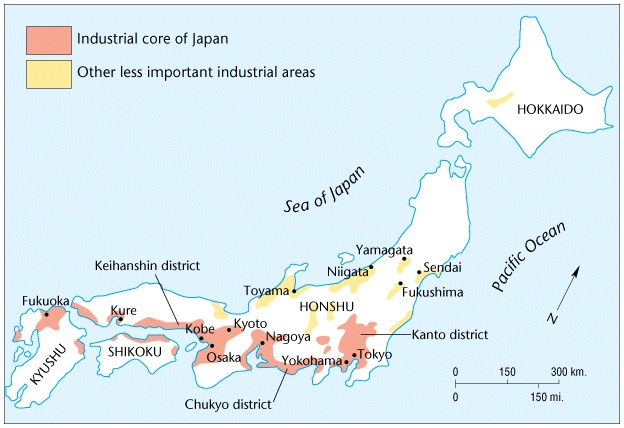 Industrial core of Japan
Other less important industrial areas
HOKKAIDO
Sea of Japan
Pacific Ocean
Yamagata
Keihanshin district
Niigata
Sendai
Toyama
Fukushima
Fukuoka
HONSHU
Kure
Kobe
Kyoto
Nagoya
Kanto district
N
KYUSHU
SHIKOKU
Osaka
Yokohama
Tokyo
0 150 300 km.
0 150 mi.
Chukyo district